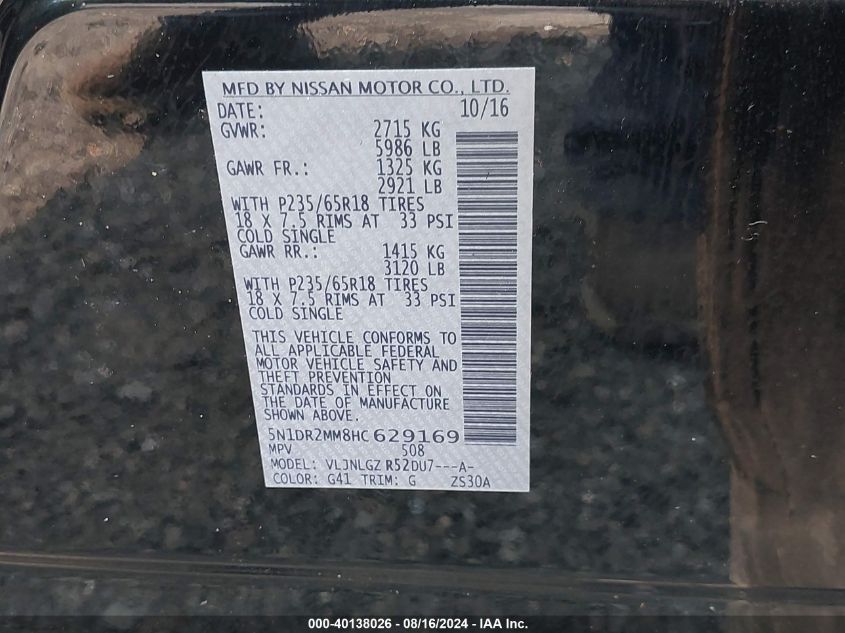 MFD BY NISSAN MOTOR CO., LTD.
DATE: 10/16
GVWR: 2715 KG
5986 LB
GAWR FR.: 1325 KG
2921 LB
WITH P235/65R18 TIRES
18 X 7.5 RIMS AT 33 PSI
COLD SINGLE
GAWR RR.: 1415 KG
3120 LB
WITH P235/65R18 TIRES
18 X 7.5 RIMS AT 33 PSI
COLD SINGLE
THIS VEHICLE CONFORMS TO
ALL APPLICABLE FEDERAL
MOTOR VEHICLE SAFETY AND
THEFT PREVENTION
STANDARDS IN EFFECT ON
THE DATE OF MANUFACTURE
SHOWN ABOVE.
5N1DR2MM8HC 629169
MPV 508
MODEL: VLJNLGZ R52DU7---A-
COLOR: G41 TRIM: G ZS30A
000-40138026 - 08/16/2024 - IAA Inc.